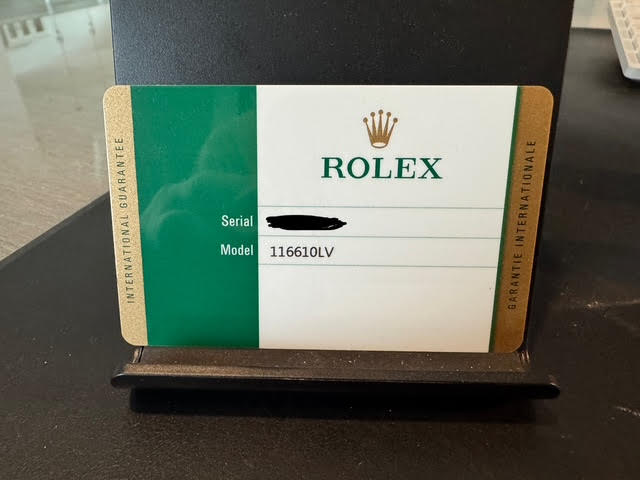 INTERNATIONAL GUARANTEE
ROLEX
Serial
Model 116610LV
GARANTIE INTERNATIONALE